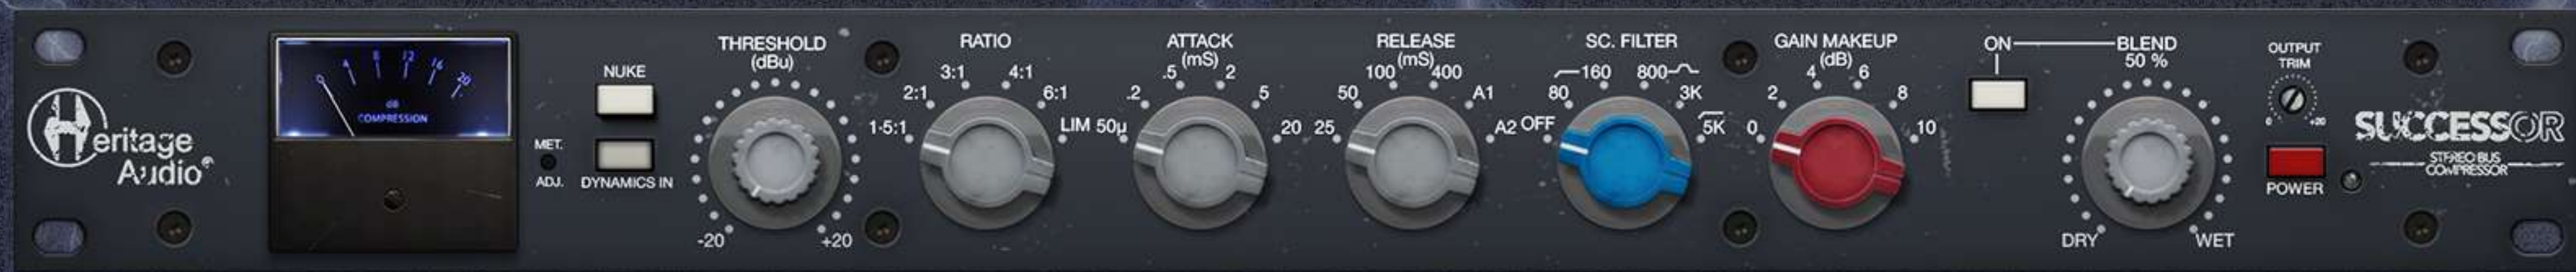 Heritage
Audio®
0 4 8 12 16 20
dB
COMPRESSION
MET.
ADJ.
NUKE
DYNAMICS IN
THRESHOLD
(dBu)
-20 +20
RATIO
1·5:1 2:1 3:1 4:1 6:1 LIM
ATTACK
(mS)
50µ .2 .5 2 5 20
RELEASE
(mS)
25 50 100 400 A1 A2
SC. FILTER
OFF 80 160 800 3K 5K
GAIN MAKEUP
(dB)
0 2 4 6 8 10
ON BLEND
50 %
DRY WET
OUTPUT
TRIM
0 +20
POWER
SUCCESSOR
STEREO BUS
COMPRESSOR